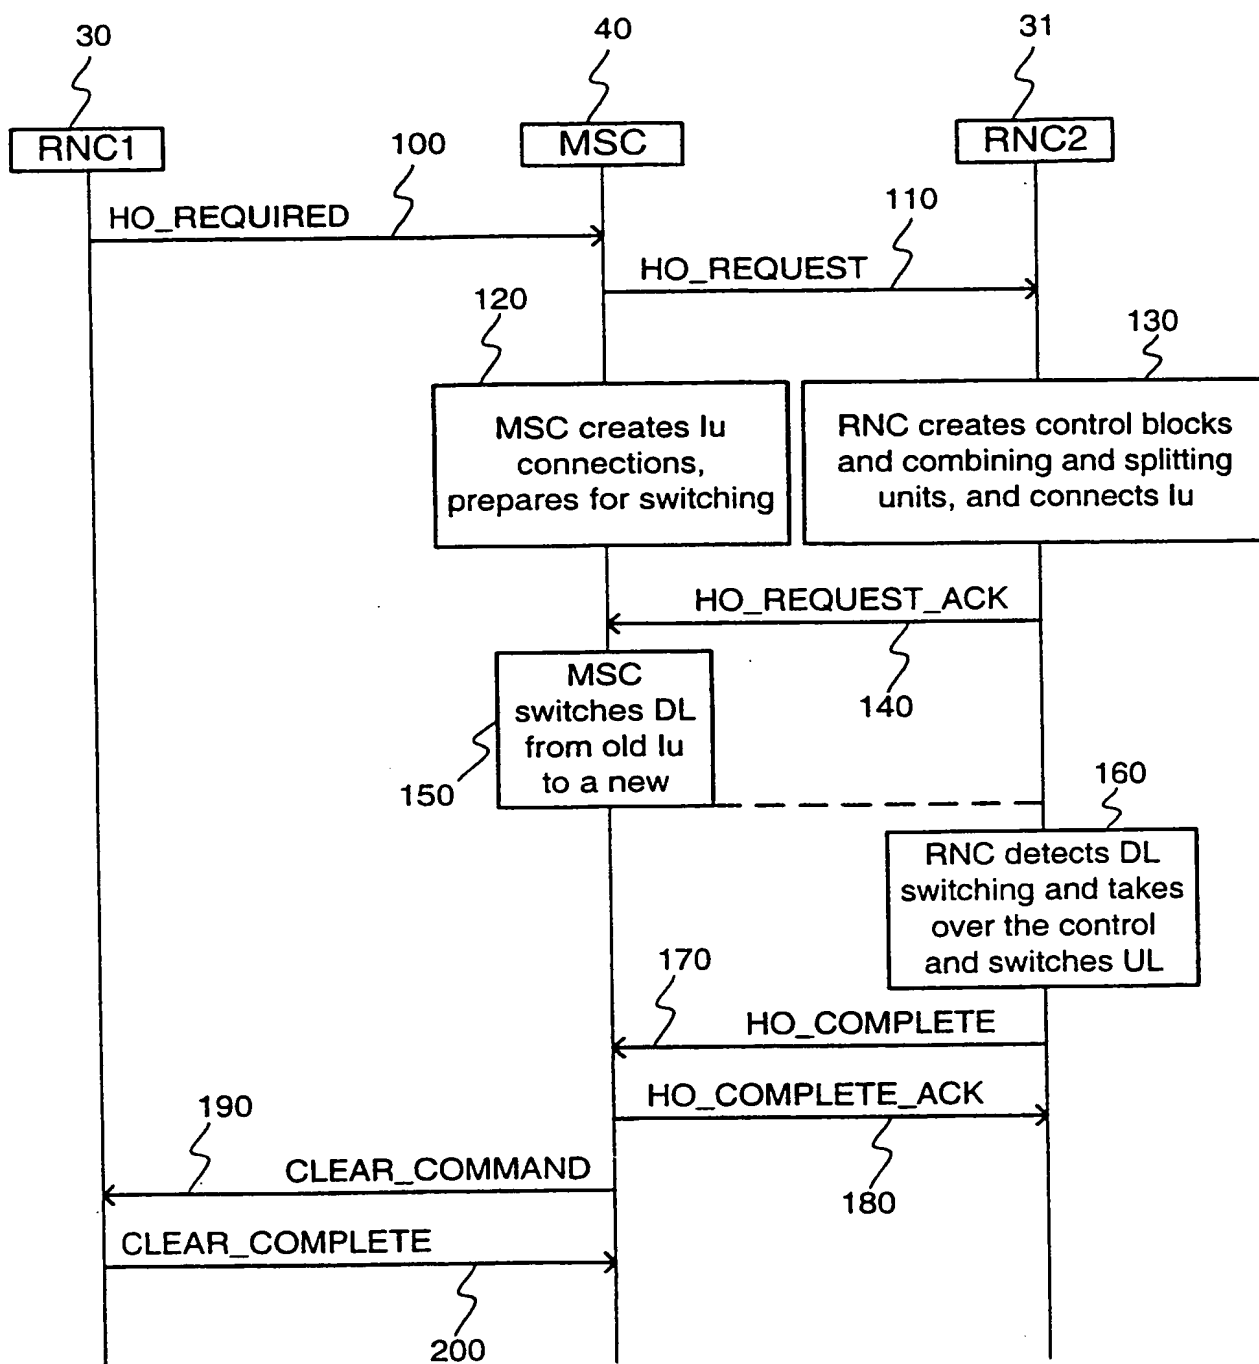 30
40
31
RNC1
MSC
RNC2
100
HO_REQUIRED
110
HO_REQUEST
120
130
MSC creates Iu
connections,
prepares for switching
RNC creates control blocks
and combining and splitting
units, and connects Iu
HO_REQUEST_ACK
140
MSC
switches DL
from old Iu
to a new
150
160
RNC detects DL
switching and takes
over the control
and switches UL
170
HO_COMPLETE
HO_COMPLETE_ACK
180
190
CLEAR_COMMAND
CLEAR_COMPLETE
200